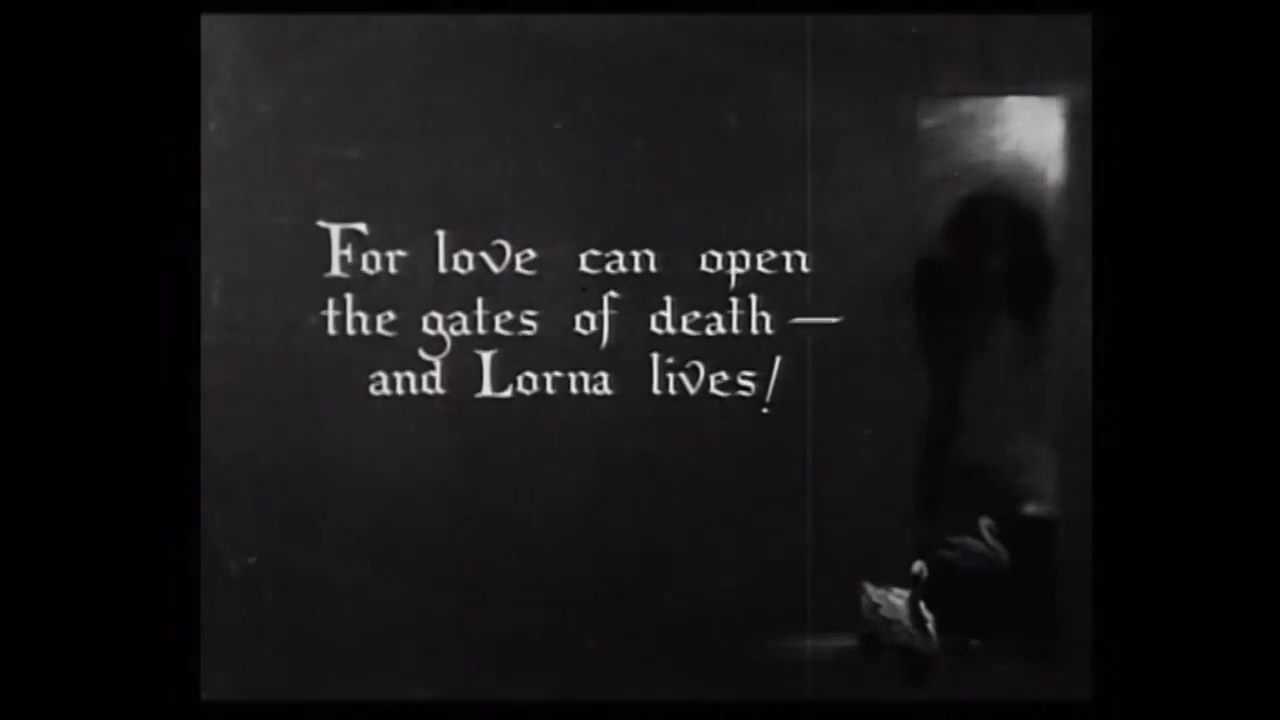 For love can open
the gates of death —
and Lorna lives!